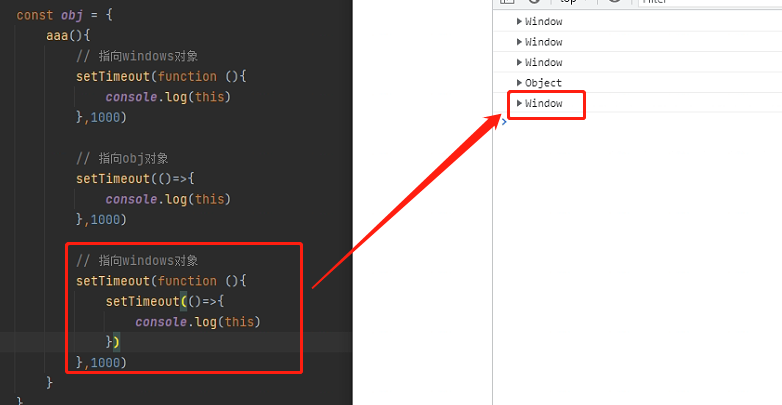 const obj = {
aaa(){
// 指向windows对象
setTimeout(function (){
console.log(this)
},1000)
// 指向obj对象
setTimeout(()=>{
console.log(this)
},1000)
// 指向windows对象
setTimeout(function (){
setTimeout(()=>{
console.log(this)
})
},1000)
}
}
top
Filter
Window
Window
Window
Object
Window